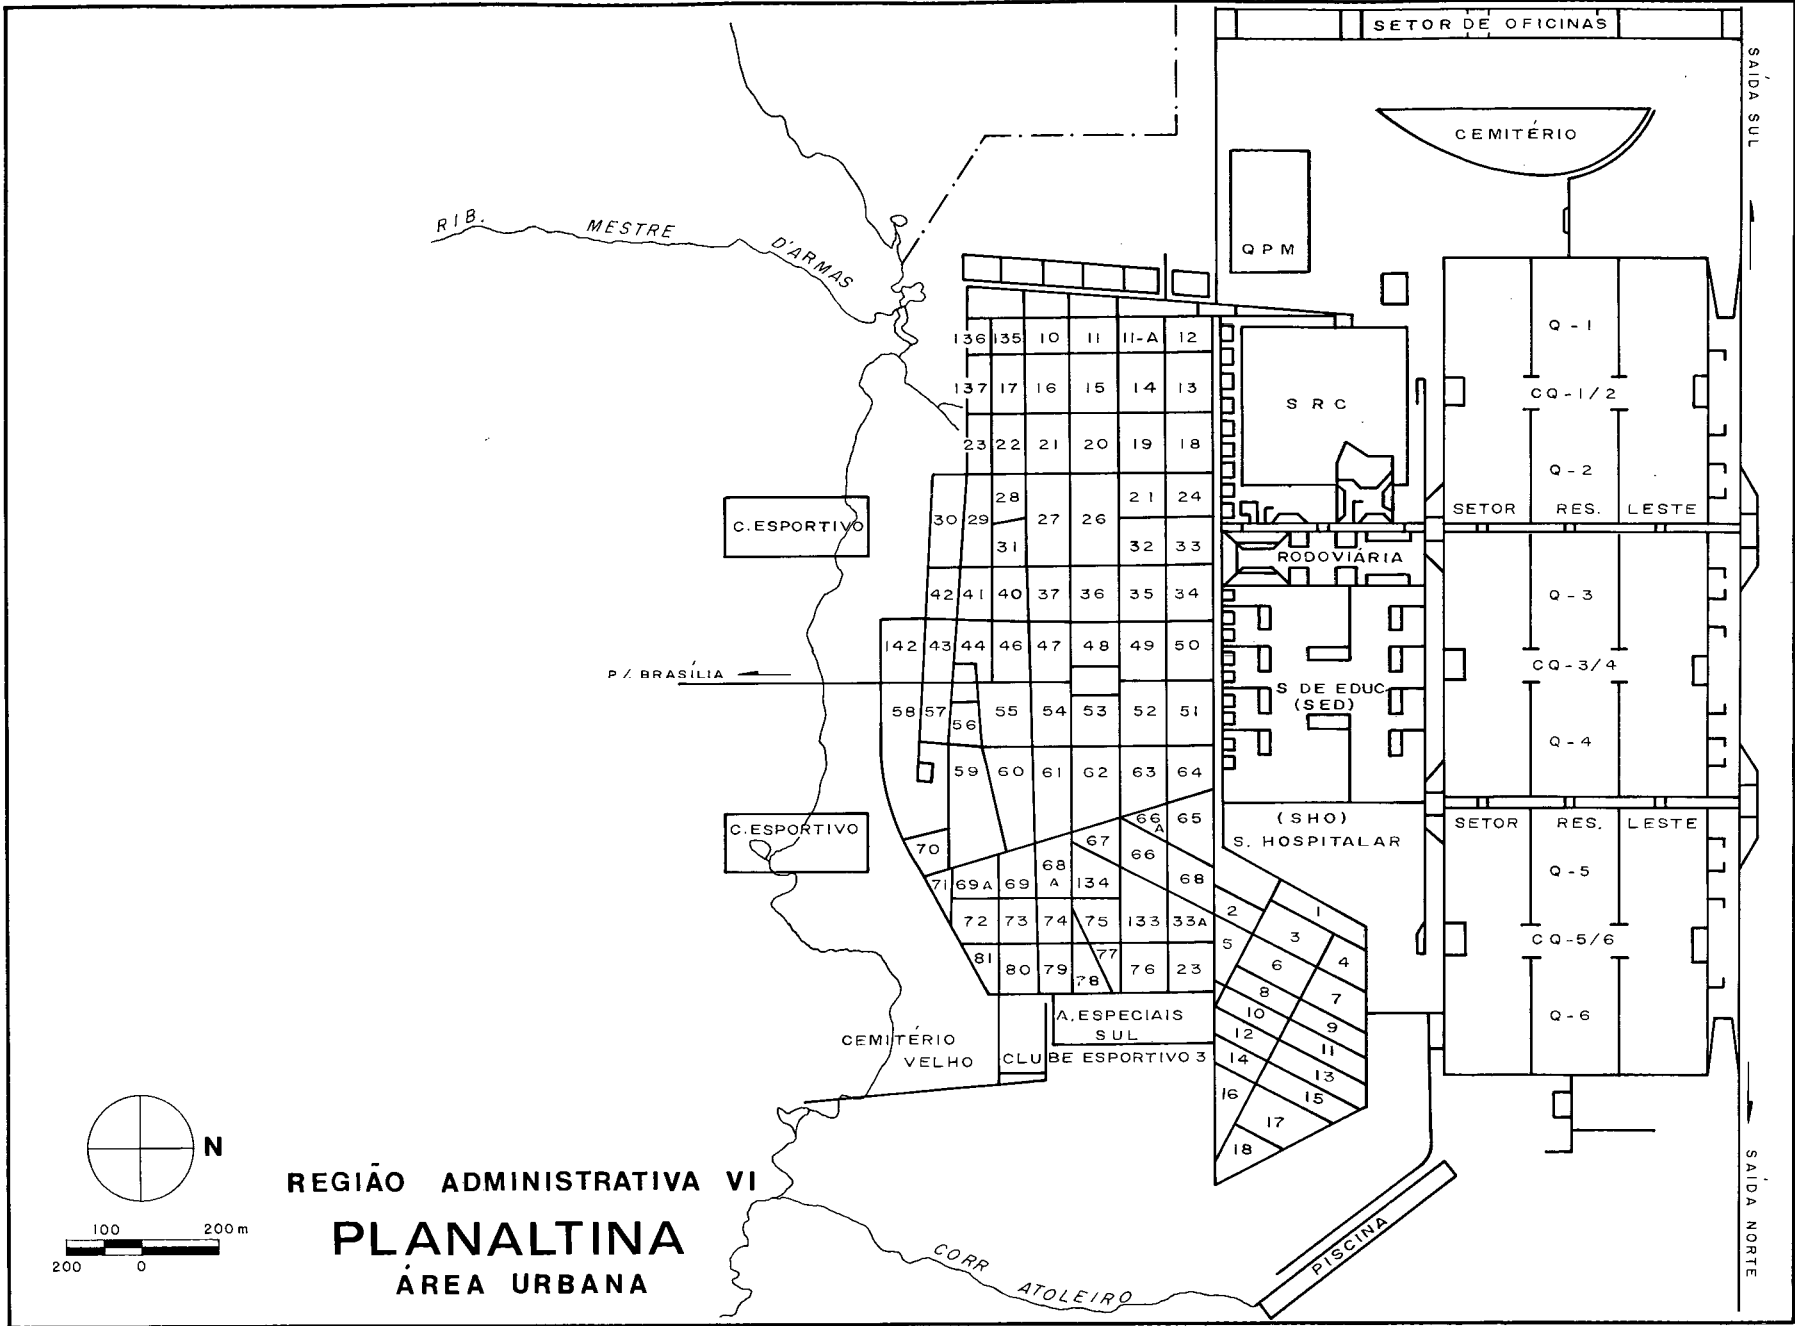 SETOR DE OFICINAS
SAÍDA SUL
CEMITÉRIO
RIB. MESTRE D'ARMAS
QPM
136 135 10 11 11-A 12
137 17 16 15 14 13
23 22 21 20 19 18
SRC
Q-1
CQ-1/2
Q-2
SETOR RES. LESTE
C. ESPORTIVO
30 29 28 27 26 21 24
31 32 33
RODOVIÁRIA
42 41 40 37 36 35 34
Q-3
142 43 44 46 47 48 49 50
P/. BRASÍLIA
CQ-3/4
S DE EDUC
(SED)
58 57 56 55 54 53 52 51
Q-4
59 60 61 62 63 64
C. ESPORTIVO
70 67 66 A 65
66
(SHO)
S. HOSPITALAR
SETOR RES. LESTE
71 69A 69 68 A 134 68
Q-5
72 73 74 75 133 33A
CQ-5/6
81 80 79 78 77 76 23
2 1
5 3
6 4
8 7
10 9
12 11
14 13
16 15
17
18
Q-6
A. ESPECIAIS
SUL
CEMITÉRIO
VELHO
CLUBE ESPORTIVO 3
N
100 200m
200 0
REGIÃO ADMINISTRATIVA VI
PLANALTINA
ÁREA URBANA
CORR ATOLEIRO
PISCINA
SAÍDA NORTE